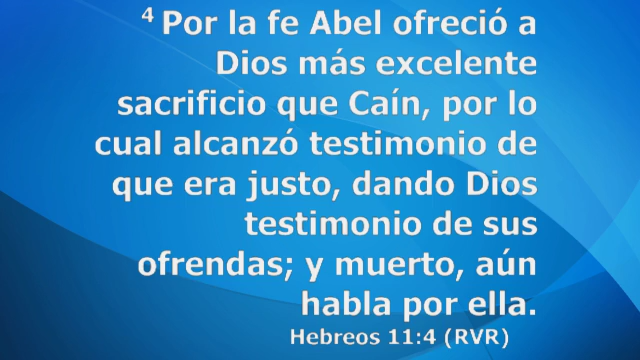 4 Por la fe Abel ofreció a
Dios más excelente
sacrificio que Caín, por lo
cual alcanzó testimonio de
que era justo, dando Dios
testimonio de sus
ofrendas; y muerto, aún
habla por ella.
Hebreos 11:4 (RVR)